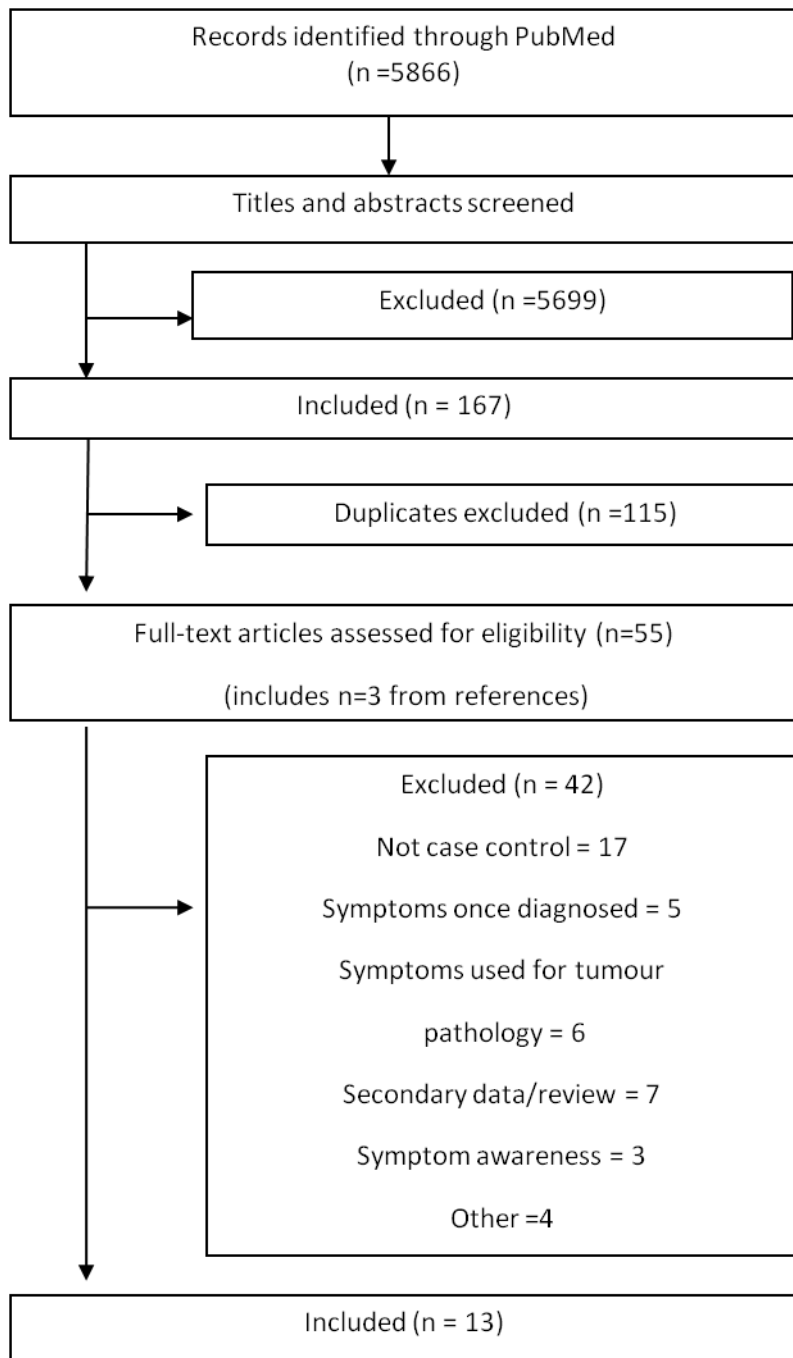 Records identified through PubMed
(n =5866)
Titles and abstracts screened
Excluded (n =5699)
Included (n = 167)
Duplicates excluded (n =115)
Full-text articles assessed for eligibility (n=55)
(includes n=3 from references)
Excluded (n = 42)
Not case control = 17
Symptoms once diagnosed = 5
Symptoms used for tumour
pathology = 6
Secondary data/review = 7
Symptom awareness = 3
Other =4
Included (n = 13)